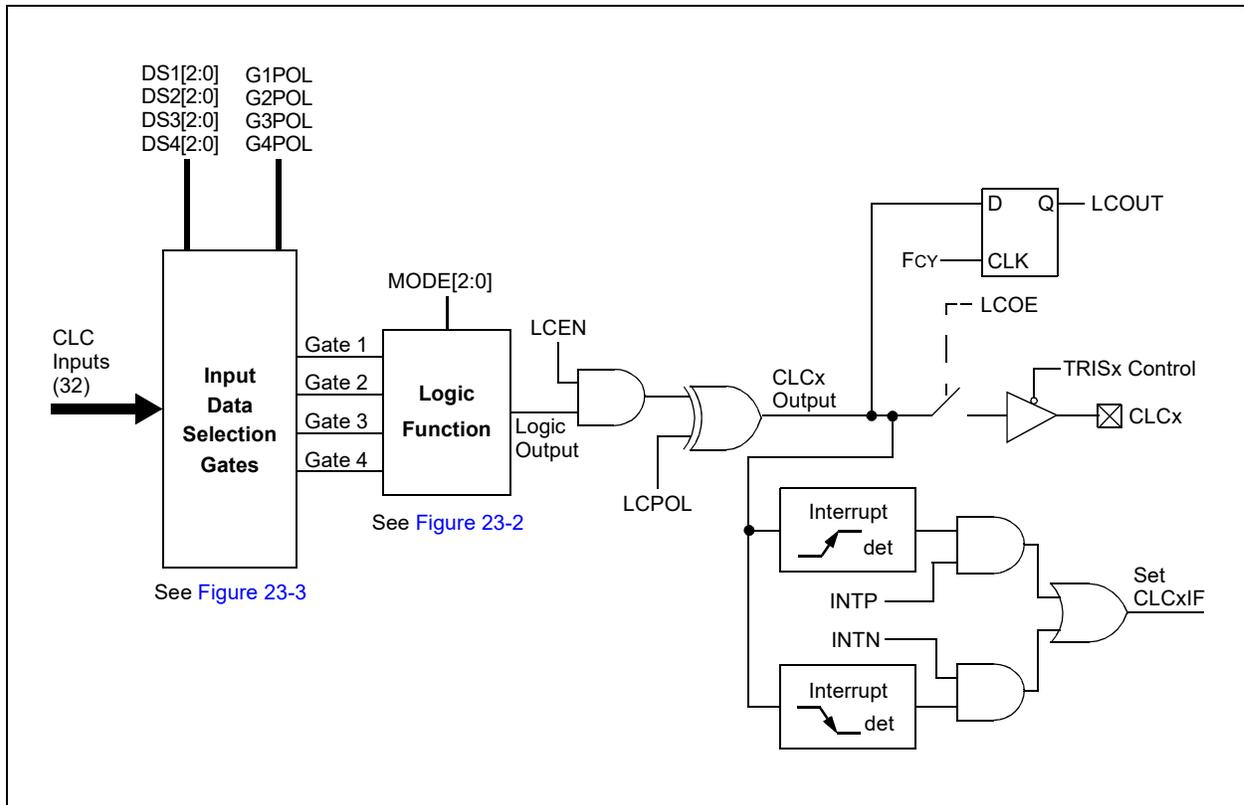 DS1[2:0] G1POL
DS2[2:0] G2POL
DS3[2:0] G3POL
DS4[2:0] G4POL
D Q LCOUT
FCY CLK
MODE[2:0]
LCOE
LCEN
CLC
Inputs
(32)
Input
Data
Selection
Gates
Gate 1
Gate 2
Gate 3
Gate 4
Logic
Function
Logic
Output
CLCx
Output
TRISx Control
CLCx
LCPOL
See Figure 23-2
See Figure 23-3
Interrupt
det
INTP
INTN
Interrupt
det
Set
CLCxIF